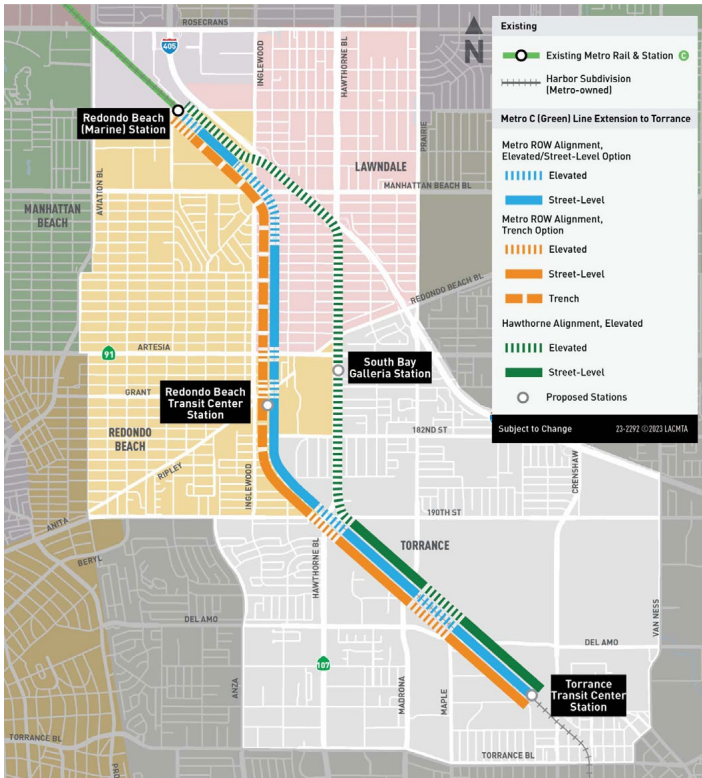 ROSECRANS
405
INGLEWOOD
HAWTHORNE BL
N
Existing
Existing Metro Rail & Station C
Harbor Subdivision
(Metro-owned)
Metro C (Green) Line Extension to Torrance
Metro ROW Alignment,
Elevated/Street-Level Option
Elevated
Street-Level
Metro ROW Alignment,
Trench Option
Elevated
Street-Level
Trench
Hawthorne Alignment, Elevated
Elevated
Street-Level
Proposed Stations
Subject to Change 23-2292 ©2023 LACMTA
Redondo Beach
(Marine) Station
PRAIRIE
LAWNDALE
MANHATTAN BEACH BL
AVIATION BL
MANHATTAN
BEACH
REDONDO BEACH BL
ARTESIA
91
South Bay
Galleria Station
GRANT
Redondo Beach
Transit Center
Station
REDONDO
BEACH
182ND ST
CRENSHAW
RIPLEY
INGLEWOOD
190TH ST
ANITA
TORRANCE
BERYL
HAWTHORNE BL
VAN NESS
DEL AMO
DEL AMO
107
ANZA
MADRONA
MAPLE
Torrance
Transit Center
Station
TORRANCE BL
TORRANCE BL